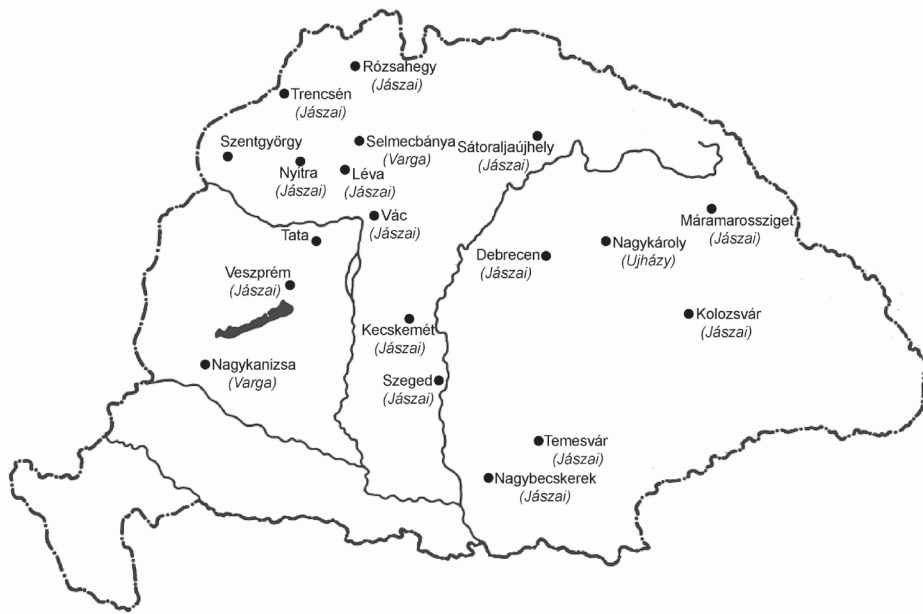 Rózsahegy
(Jászai)
Trencsén
(Jászai)
Szentgyörgy
Selmecbánya
(Varga)
Sátoraljaújhely
(Jászai)
Nyitra
(Jászai)
Léva
(Jászai)
Vác
(Jászai)
Máramarossziget
(Jászai)
Tata
Nagykároly
(Ujházy)
Debrecen
(Jászai)
Veszprém
(Jászai)
Kolozsvár
(Jászai)
Kecskemét
(Jászai)
Nagykanizsa
(Varga)
Szeged
(Jászai)
Temesvár
(Jászai)
Nagybecskerek
(Jászai)